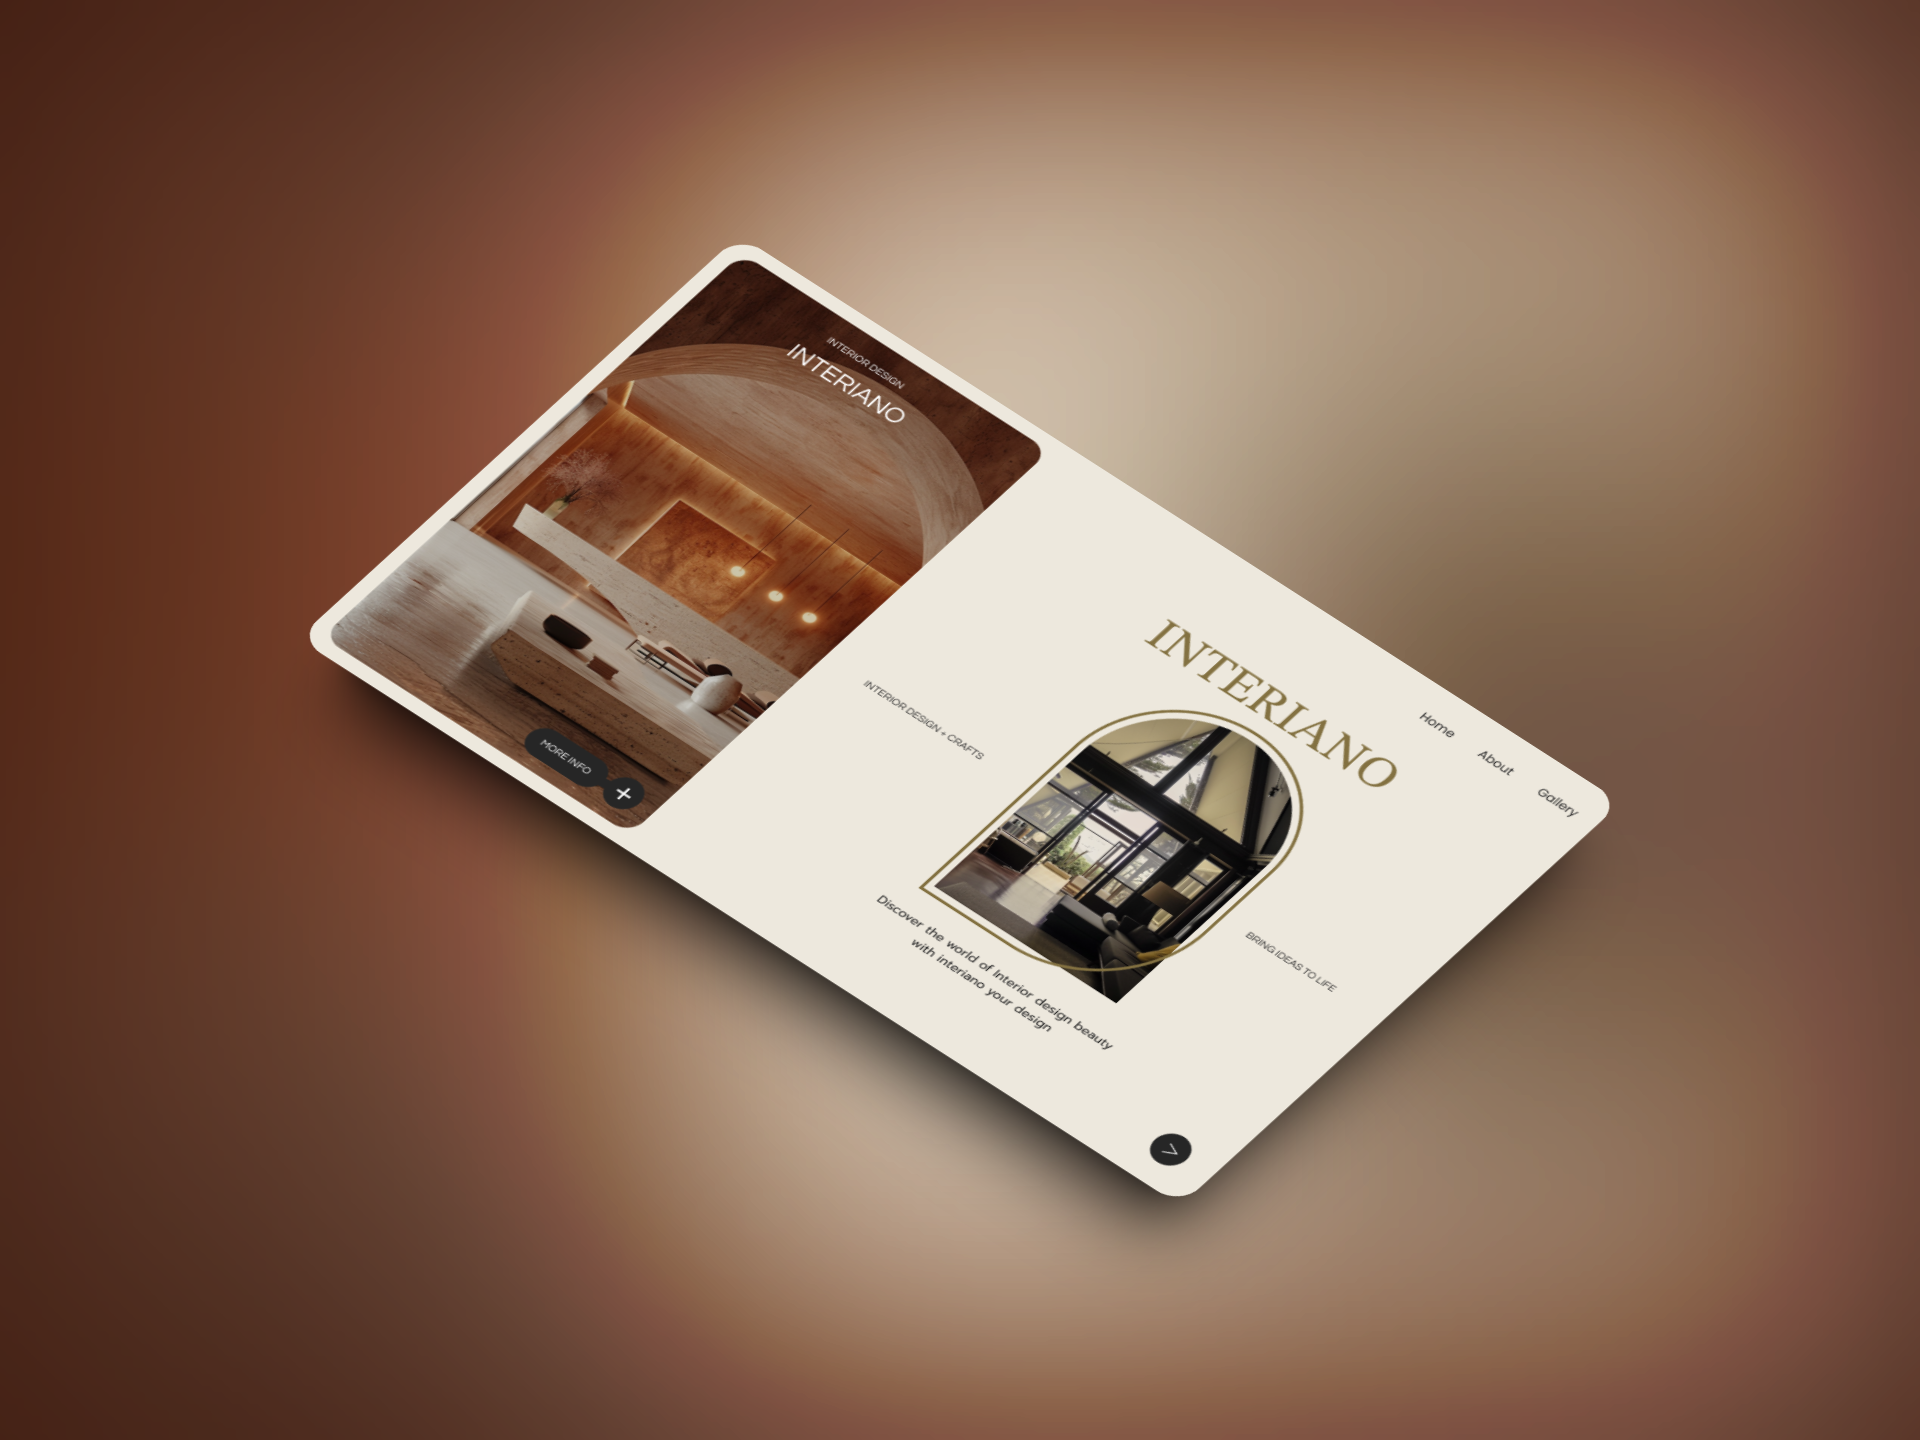 INTERIOR DESIGN
INTERIANO
MORE INFO
+
Home
About
Gallery
INTERIANO
INTERIOR DESIGN + CRAFTS
BRING IDEAS TO LIFE
Discover the world of Interior design beauty
with interiano your design
>